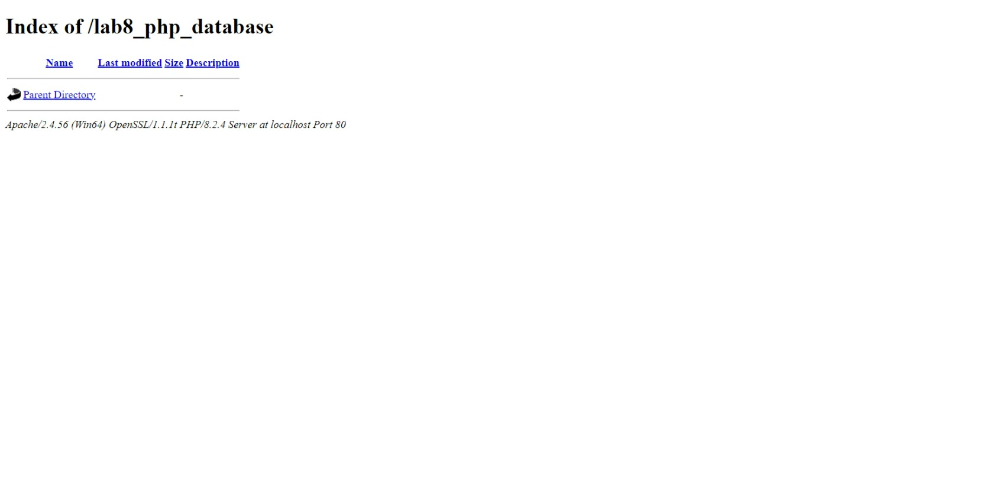 Index of /lab8_php_database
Name Last modified Size Description
Parent Directory -
Apache/2.4.56 (Win64) OpenSSL/1.1.1t PHP/8.2.4 Server at localhost Port 80